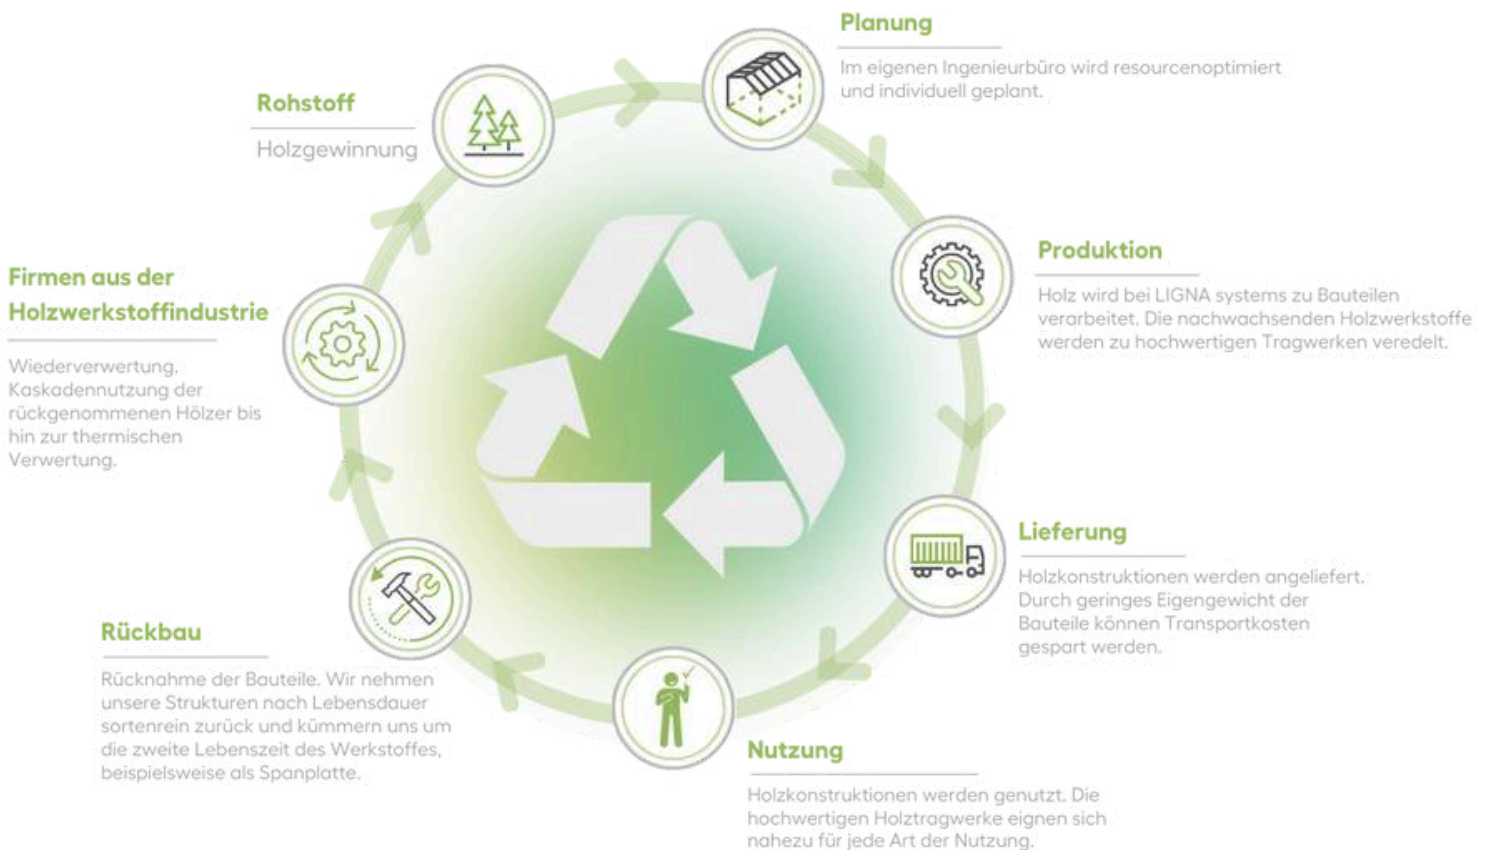 Planung
Im eigenen Ingenieurbüro wird resourcenoptimiert
und individuell geplant.
Rohstoff
Holzgewinnung
Produktion
Holz wird bei LIGNA systems zu Bauteilen
verarbeitet. Die nachwachsenden Holzwerkstoffe
werden zu hochwertigen Tragwerken veredelt.
Firmen aus der
Holzwerkstoffindustrie
Wiederverwertung.
Kaskadennutzung der
rückgenommenen Hölzer bis
hin zur thermischen
Verwertung.
Lieferung
Holzkonstruktionen werden angeliefert.
Durch geringes Eigengewicht der
Bauteile können Transportkosten
gespart werden.
Rückbau
Rücknahme der Bauteile. Wir nehmen
unsere Strukturen nach Lebensdauer
sortenrein zurück und kümmern uns um
die zweite Lebenszeit des Werkstoffes,
beispielsweise als Spanplatte.
Nutzung
Holzkonstruktionen werden genutzt. Die
hochwertigen Holztragwerke eignen sich
nahezu für jede Art der Nutzung.